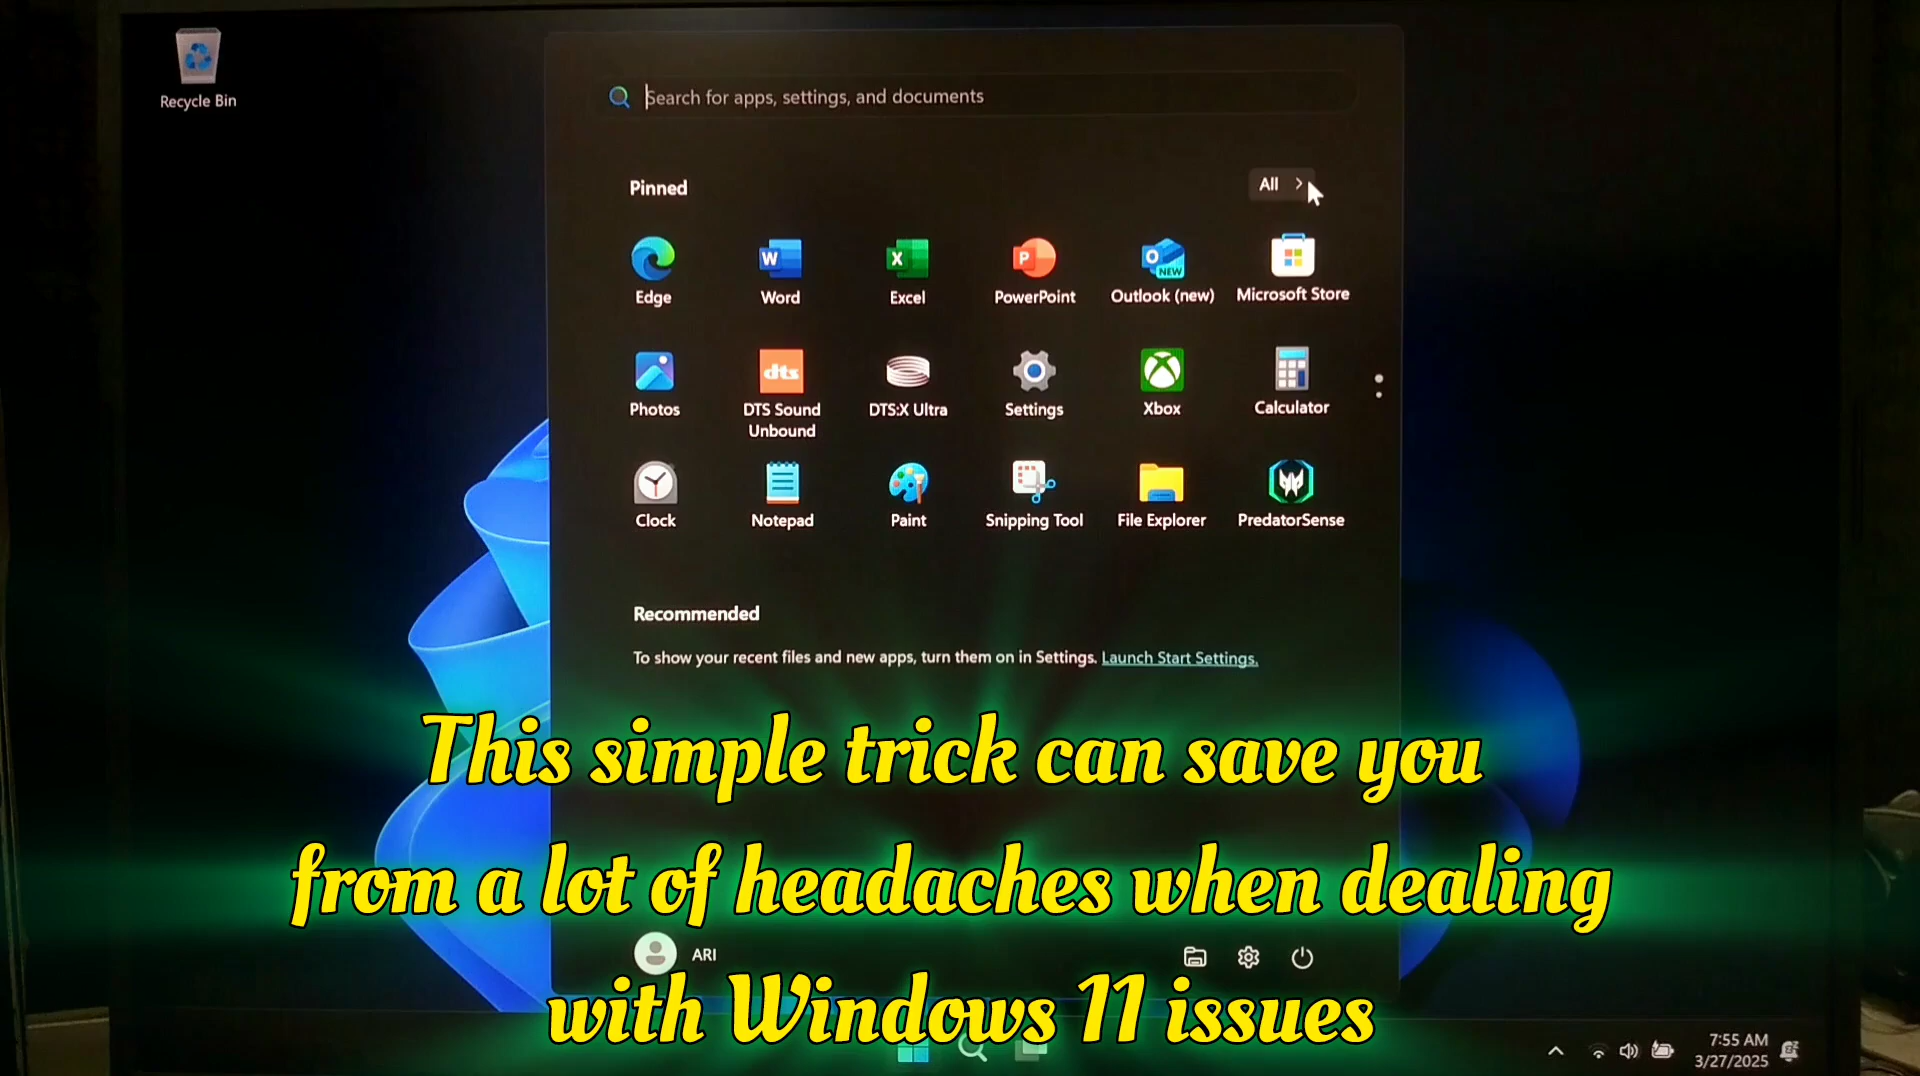 Recycle Bin
Search for apps, settings, and documents
Pinned
All
Edge
Word
Excel
PowerPoint
Outlook (new)
Microsoft Store
Photos
DTS Sound
Unbound
DTS:X Ultra
Settings
Xbox
Calculator
Clock
Notepad
Paint
Snipping Tool
File Explorer
PredatorSense
Recommended
To show your recent files and new apps, turn them on in Settings. Launch Start Settings.
This simple trick can save you
from a lot of headaches when dealing
ARI
with Windows 11 issues
7:55 AM
3/27/2025